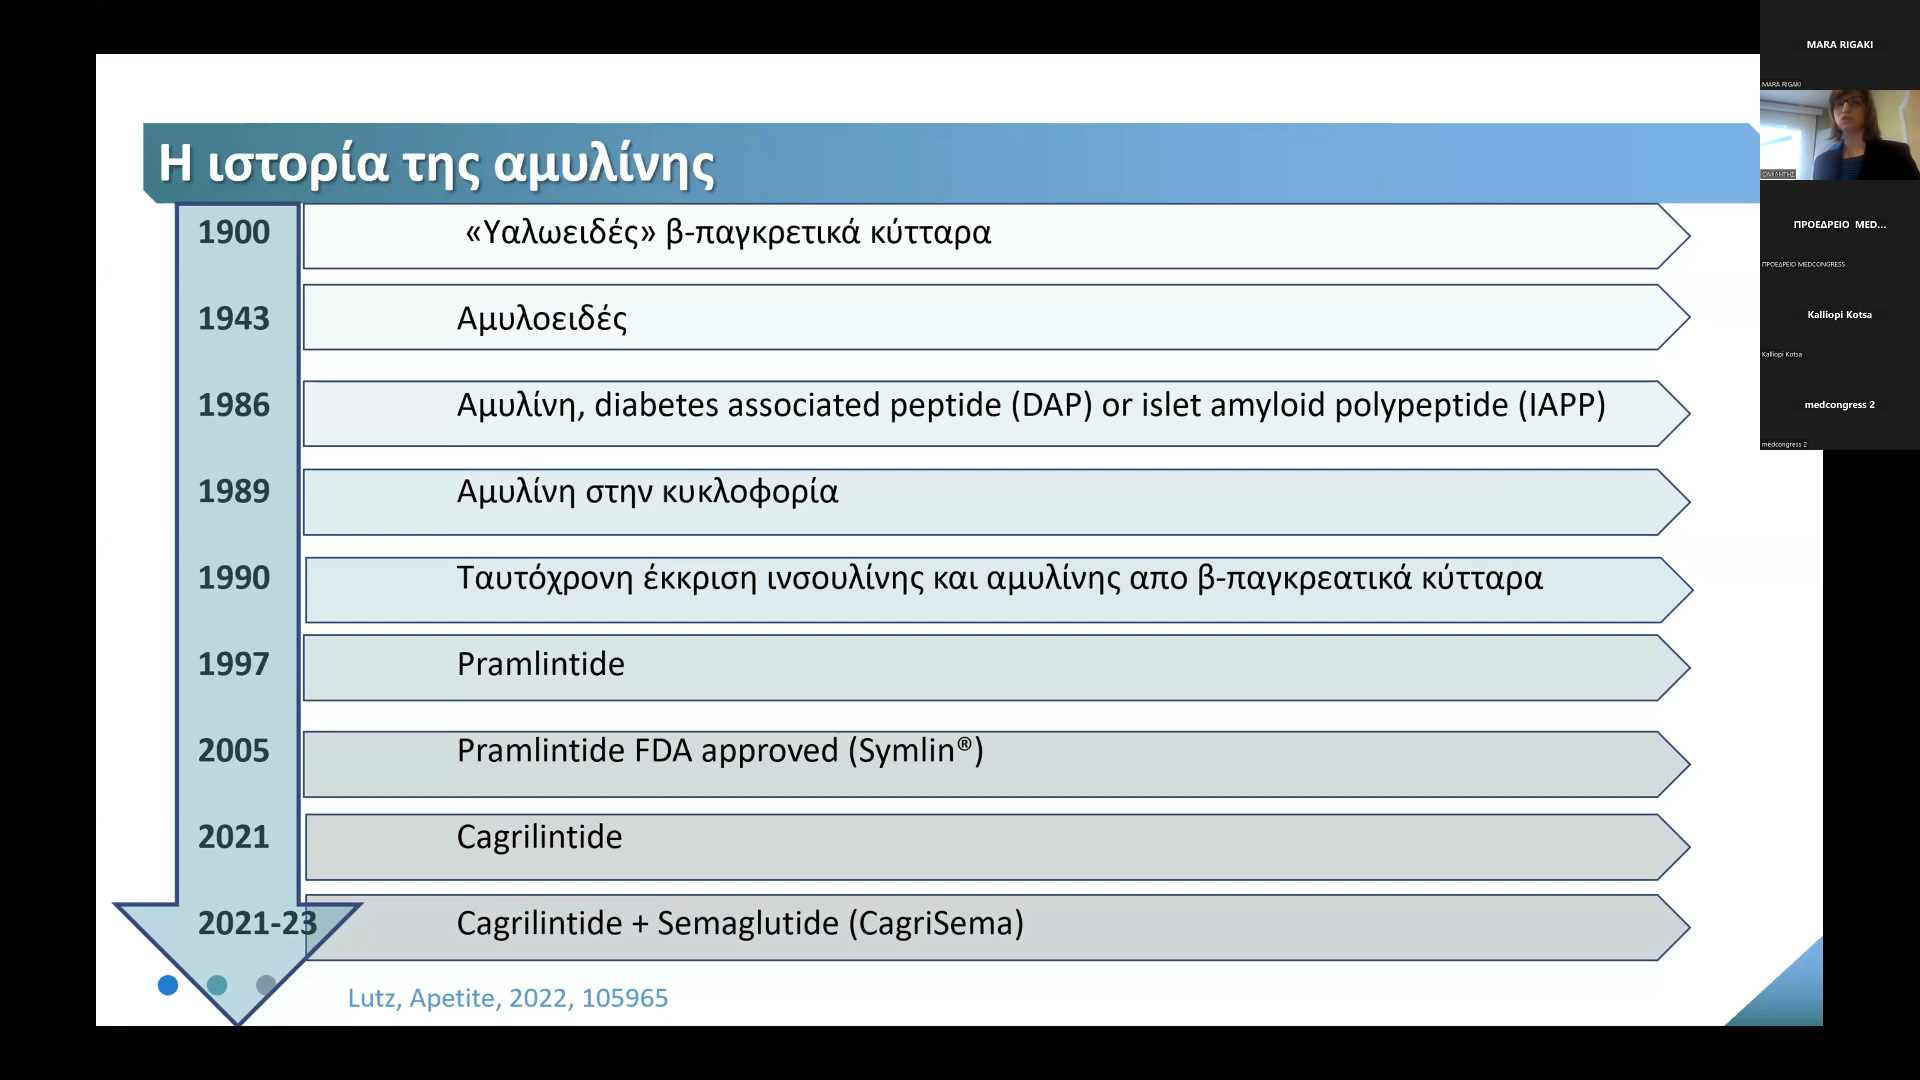 Η ιστορία της αμυλίνης
1900 «Υαλωειδές» β-παγκρετικά κύτταρα
1943 Αμυλοειδές
1986 Αμυλίνη, diabetes associated peptide (DAP) or islet amyloid polypeptide (IAPP)
1989 Αμυλίνη στην κυκλοφορία
1990 Ταυτόχρονη έκκριση ινσουλίνης και αμυλίνης απο β-παγκρεατικά κύτταρα
1997 Pramlintide
2005 Pramlintide FDA approved (Symlin®)
2021 Cagrilintide
2021-23 Cagrilintide + Semaglutide (CagriSema)
Lutz, Apetite, 2022, 105965
MARA RIGAKI
MARA RIGAKI
ΟΜΙΛΗΤΗΣ
ΠΡΟΕΔΡΕΙΟ MED...
ΠΡΟΕΔΡΕΙΟ MEDCONGRESS
Kalliopi Kotsa
Kalliopi Kotsa
medcongress 2
medcongress 2